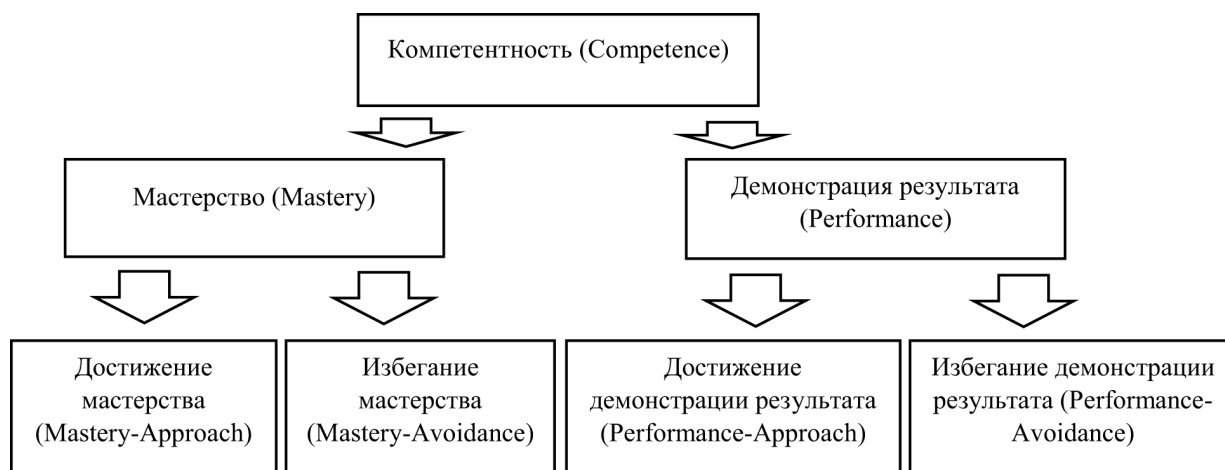 Компетентность (Competence)
Мастерство (Mastery)
Демонстрация результата
(Performance)
Достижение
мастерства
(Mastery-Approach)
Избегание
мастерства
(Mastery-Avoidance)
Достижение
демонстрации результата
(Performance-Approach)
Избегание демонстрации
результата (Performance-
Avoidance)